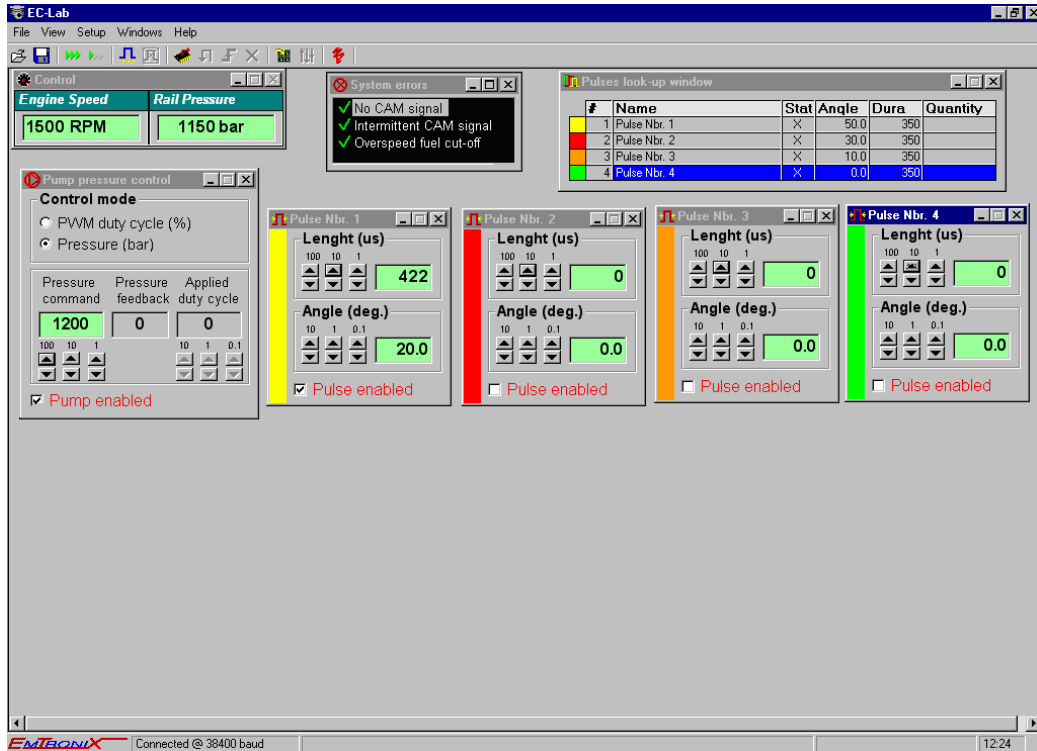 EC-Lab
File View Setup Windows Help
Control
Engine Speed Rail Pressure
1500 RPM 1150 bar
System errors
No CAM signal
Intermittent CAM signal
Overspeed fuel cut-off
Pulses look-up window
# Name Stat Angle Dura Quantity
1 Pulse Nbr. 1 X 50.0 350
2 Pulse Nbr. 2 X 30.0 350
3 Pulse Nbr. 3 X 10.0 350
4 Pulse Nbr. 4 X 0.0 350
Pump pressure control
Control mode
PWM duty cycle (%)
Pressure (bar)
Pressure command Pressure feedback Applied duty cycle
1200 0 0
100 10 1 10 1 0.1
Pump enabled
Pulse Nbr. 1
Lenght (us)
100 10 1
422
Angle (deg.)
10 1 0.1
20.0
Pulse enabled
Pulse Nbr. 2
Lenght (us)
100 10 1
0
Angle (deg.)
10 1 0.1
0.0
Pulse enabled
Pulse Nbr. 3
Lenght (us)
100 10 1
0
Angle (deg.)
10 1 0.1
0.0
Pulse enabled
Pulse Nbr. 4
Lenght (us)
100 10 1
0
Angle (deg.)
10 1 0.1
0.0
Pulse enabled
EMTRONIX Connected @ 38400 baud 12:24